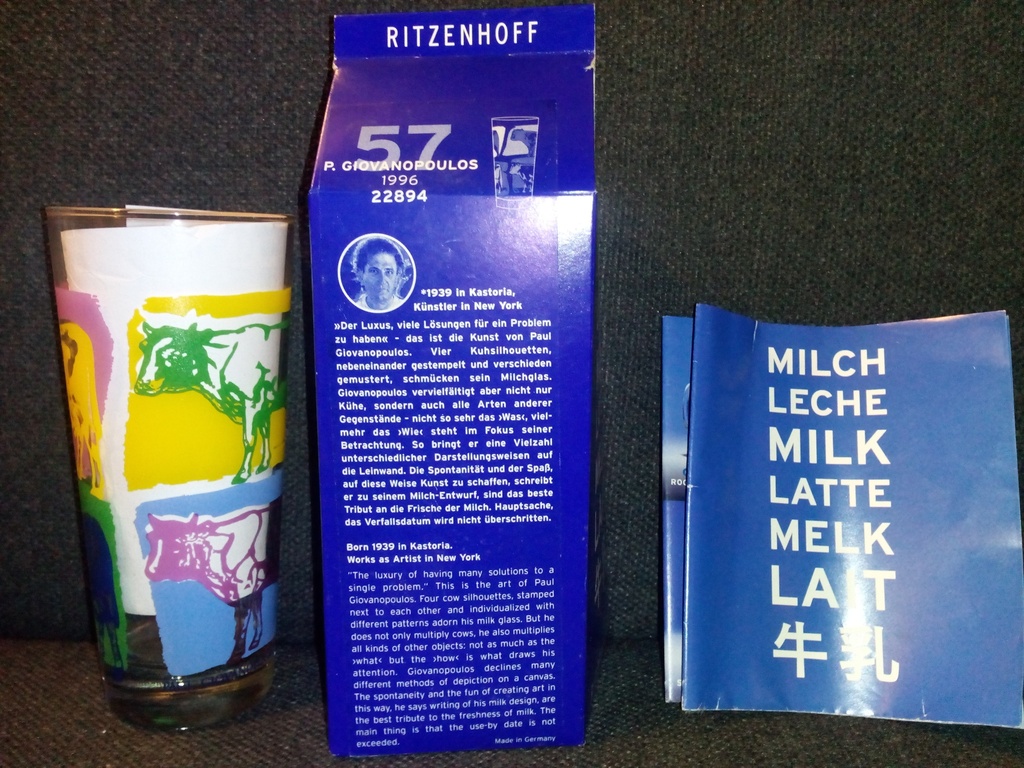 RITZENHOFF
57
P. GIOVANOPOULOS
1996
22894
*1939 in Kastoria,
Künstler in New York
»Der Luxus, viele Lösungen für ein Problem
zu haben« - das ist die Kunst von Paul
Giovanopoulos. Vier Kuhsilhouetten,
nebeneinander gestempelt und verschieden
gemustert, schmücken sein Milchglas.
Giovanopoulos vervielfältigt aber nicht nur
Kühe, sondern auch alle Arten anderer
Gegenstände - nicht so sehr das ›Was‹, viel-
mehr das ›Wie‹ steht im Fokus seiner
Betrachtung. So bringt er eine Vielzahl
unterschiedlicher Darstellungsweisen auf
die Leinwand. Die Spontanität und der Spaß,
auf diese Weise Kunst zu schaffen, schreibt
er zu seinem Milch-Entwurf, sind das beste
Tribut an die Frische der Milch. Hauptsache,
das Verfallsdatum wird nicht überschritten.
Born 1939 in Kastoria.
Works as Artist in New York
"The luxury of having many solutions to a
single problem." This is the art of Paul
Giovanopoulos. Four cow silhouettes, stamped
next to each other and individualized with
different patterns adorn his milk glass. But he
does not only multiply cows, he also multiplies
all kinds of other objects: not as much as the
›what‹ but the ›how‹ is what draws his
attention. Giovanopoulos declines many
different methods of depiction on a canvas.
The spontaneity and the fun of creating art in
this way, he says writing of his milk design, are
the best tribute to the freshness of milk. The
main thing is that the use-by date is not
exceeded.
Made in Germany
MILCH
LECHE
MILK
LATTE
MELK
LAIT
牛乳